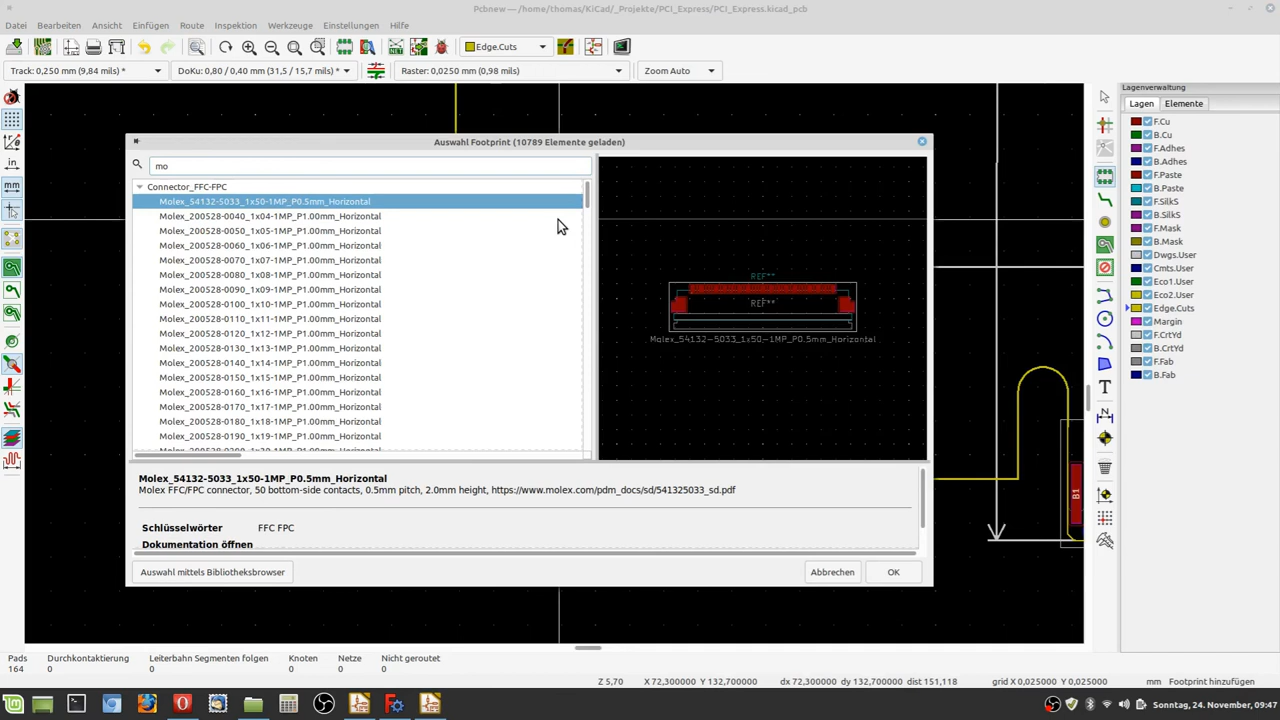 Pcbnew — /home/thomas/KiCad/_Projekte/PCI_Express/PCI_Express.kicad_pcb
Datei Bearbeiten Ansicht Einfügen Route Inspektion Werkzeuge Einstellungen Hilfe
Edge.Cuts
Track: 0,250 mm (9,84 mils) *
DoKu: 0,80 / 0,40 mm (31,5 / 15,7 mils) *
Raster: 0,0250 mm (0,98 mils)
Zoom Auto
Lagenverwaltung
Lagen Elemente
F.Cu
B.Cu
F.Adhes
B.Adhes
F.Paste
B.Paste
F.SilkS
B.SilkS
F.Mask
B.Mask
Dwgs.User
Cmts.User
Eco1.User
Eco2.User
Edge.Cuts
Margin
F.CrtYd
B.CrtYd
F.Fab
B.Fab
in
mm
Auswahl Footprint (10789 Elemente geladen)
mo
Connector_FFC-FPC
Molex_54132-5033_1x50-1MP_P0.5mm_Horizontal
Molex_200528-0040_1x04-1MP_P1.00mm_Horizontal
Molex_200528-0050_1x05-1MP_P1.00mm_Horizontal
Molex_200528-0060_1x06-1MP_P1.00mm_Horizontal
Molex_200528-0070_1x07-1MP_P1.00mm_Horizontal
Molex_200528-0080_1x08-1MP_P1.00mm_Horizontal
Molex_200528-0090_1x09-1MP_P1.00mm_Horizontal
Molex_200528-0100_1x10-1MP_P1.00mm_Horizontal
Molex_200528-0110_1x11-1MP_P1.00mm_Horizontal
Molex_200528-0120_1x12-1MP_P1.00mm_Horizontal
Molex_200528-0130_1x13-1MP_P1.00mm_Horizontal
Molex_200528-0140_1x14-1MP_P1.00mm_Horizontal
Molex_200528-0150_1x15-1MP_P1.00mm_Horizontal
Molex_200528-0160_1x16-1MP_P1.00mm_Horizontal
Molex_200528-0170_1x17-1MP_P1.00mm_Horizontal
Molex_200528-0180_1x18-1MP_P1.00mm_Horizontal
Molex_200528-0190_1x19-1MP_P1.00mm_Horizontal
REF**
REF**
Molex_54132-5033_1x50-1MP_P0.5mm_Horizontal
Molex_54132-5033_1x50-1MP_P0.5mm_Horizontal
Molex FFC/FPC connector, 50 bottom-side contacts, 0.5mm pitch, 2.0mm height, https://www.molex.com/pdm_docs/sd/541325033_sd.pdf
Schlüsselwörter FFC FPC
Dokumentation öffnen
Auswahl mittels Bibliotheksbrowser
Abbrechen
OK
B1
T
Pads Durchkontaktierung Leiterbahn Segmenten folgen Knoten Netze Nicht geroutet
164 0 0 0 0 0
Z 5,70 X 72,300000 Y 132,700000 dx 72,300000 dy 132,700000 dist 151,118 grid X 0,025000 Y 0,025000 mm Footprint hinzufügen
Sonntag, 24. November, 09:47